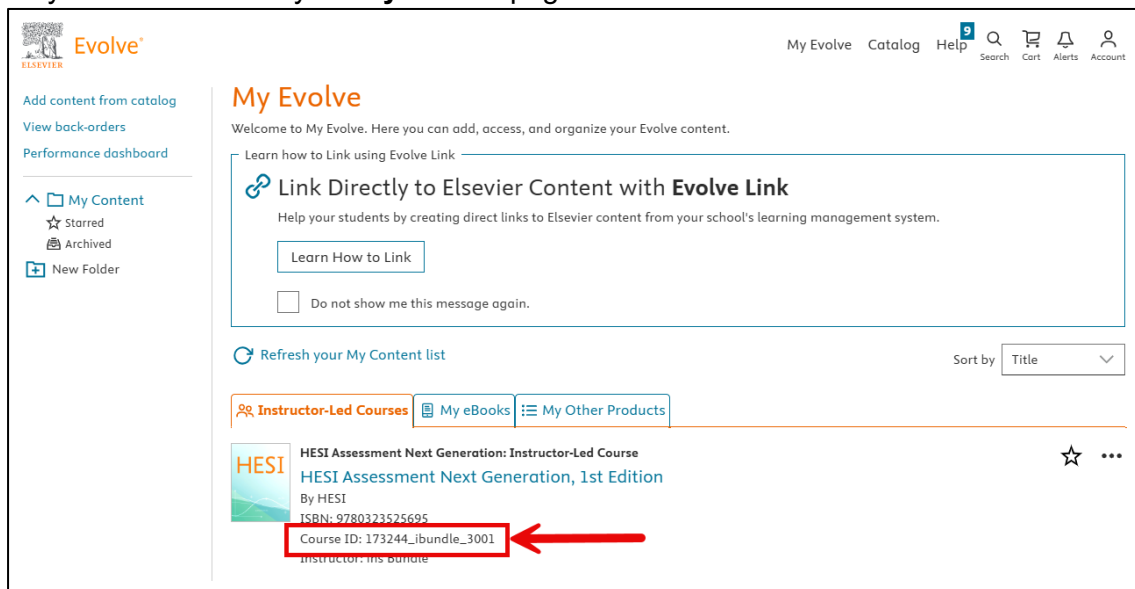 Evolve®
ELSEVIER
My Evolve Catalog Help 9 Search Cart Alerts Account
Add content from catalog
View back-orders
Performance dashboard
My Content
Starred
Archived
New Folder
My Evolve
Welcome to My Evolve. Here you can add, access, and organize your Evolve content.
Learn how to Link using Evolve Link
Link Directly to Elsevier Content with Evolve Link
Help your students by creating direct links to Elsevier content from your school's learning management system.
Learn How to Link
Do not show me this message again.
Refresh your My Content list
Sort by Title
Instructor-Led Courses My eBooks My Other Products
HESI
HESI Assessment Next Generation: Instructor-Led Course
HESI Assessment Next Generation, 1st Edition
By HESI
ISBN: 9780323525695
Course ID: 173244_ibundle_3001
Instructor: Ins Bundle